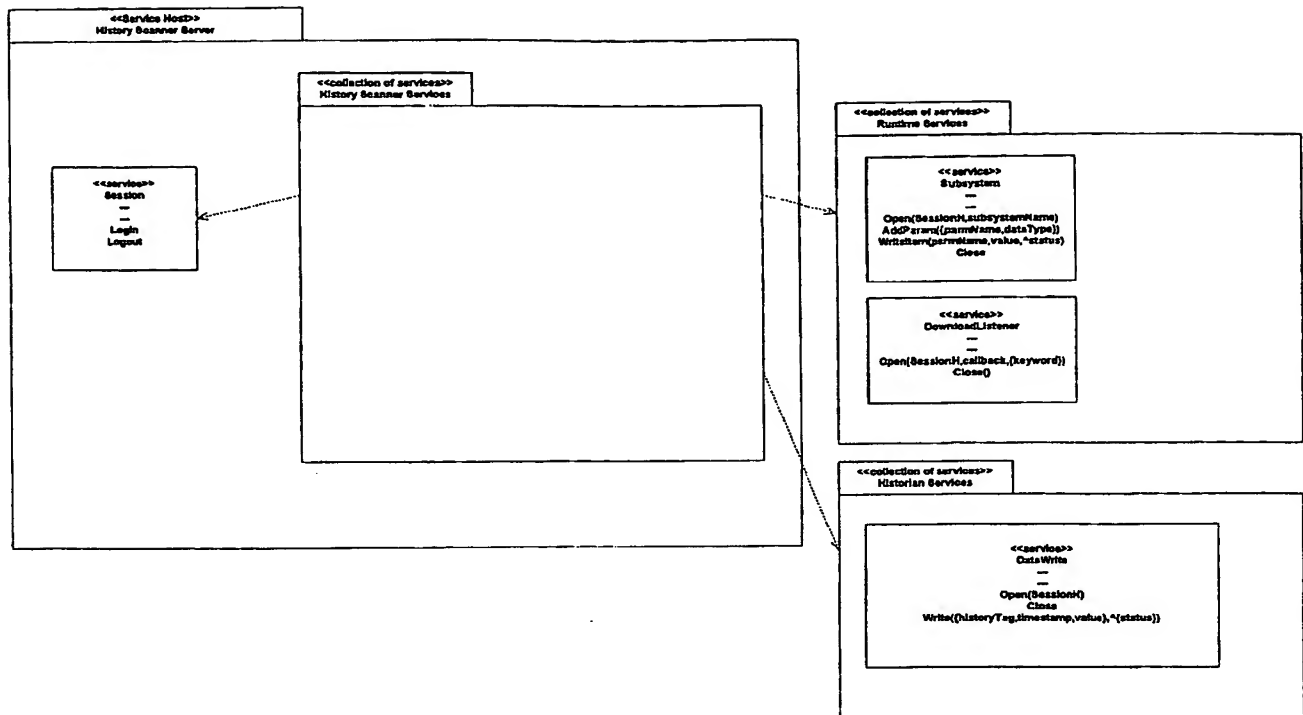 <<Service Host>>
History Scanner Server
<<collection of services>>
History Scanner Services
<<service>>
Session
---
---
Login
Logout
<<collection of services>>
Runtime Services
<<service>>
Subsystem
---
---
Open(SessionH,subsystemName)
AddParam({parmName,dataType})
WriteItem(parmName,value,^status)
Close
<<service>>
DownloadListener
---
---
Open(SessionH,callback,{keyword})
Close()
<<collection of services>>
Historian Services
<<service>>
DataWrite
---
---
Open(SessionH)
Close
Write({historyTag,timestamp,value},^{status})